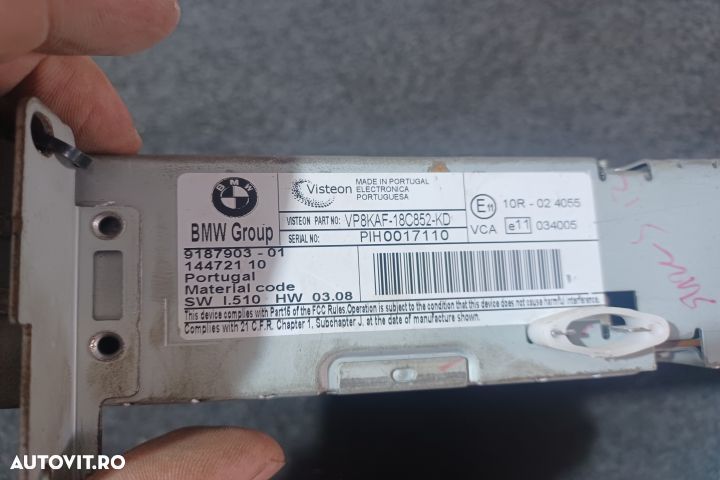 BMW
BMW Group
Visteon
MADE IN PORTUGAL
ELECTRONICA
PORTUGUESA
VISTEON PART NO: VP8KAF-18C852-KD
SERIAL NO: PIH0017110
E11 10R - 02 4055
VCA e11 034005
9187903 - 01
14472110
Portugal
Material code
SW 1.510 HW 03.08
This device complies with Part15 of the FCC Rules.Operation is subject to the condition that this device does not cause harmful interference.
Complies with 21 C.F.R. Chapter 1, Subchapter J. at the date of manufacture shown.
AUTOVIT.RO